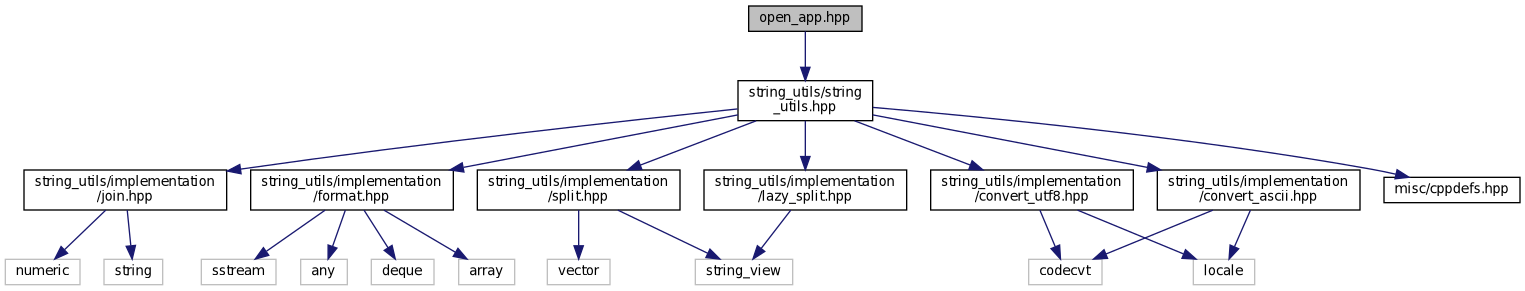 open_app.hpp
string_utils/string
_utils.hpp
string_utils/implementation
/join.hpp
string_utils/implementation
/format.hpp
string_utils/implementation
/split.hpp
string_utils/implementation
/lazy_split.hpp
string_utils/implementation
/convert_utf8.hpp
string_utils/implementation
/convert_ascii.hpp
misc/cppdefs.hpp
numeric
string
sstream
any
deque
array
vector
string_view
codecvt
locale